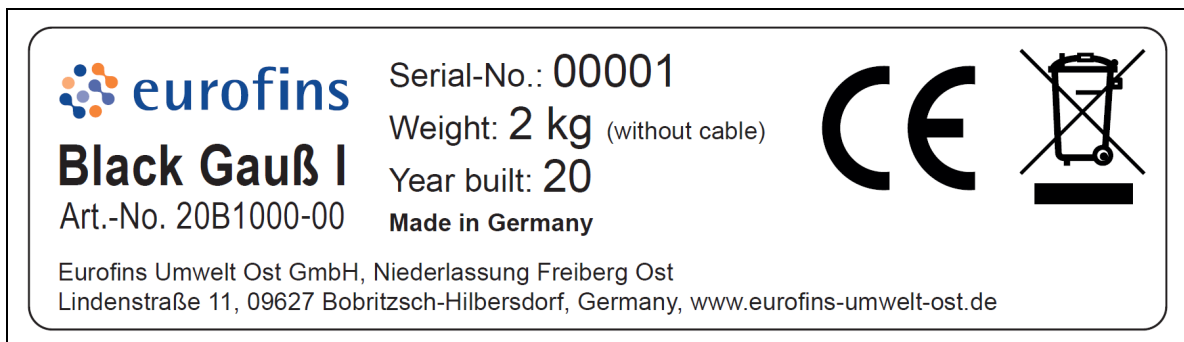 eurofins
Black Gauß I
Art.-No. 20B1000-00
Serial-No.: 00001
Weight: 2 kg (without cable)
Year built: 20
Made in Germany
CE
Eurofins Umwelt Ost GmbH, Niederlassung Freiberg Ost
Lindenstraße 11, 09627 Bobritzsch-Hilbersdorf, Germany, www.eurofins-umwelt-ost.de